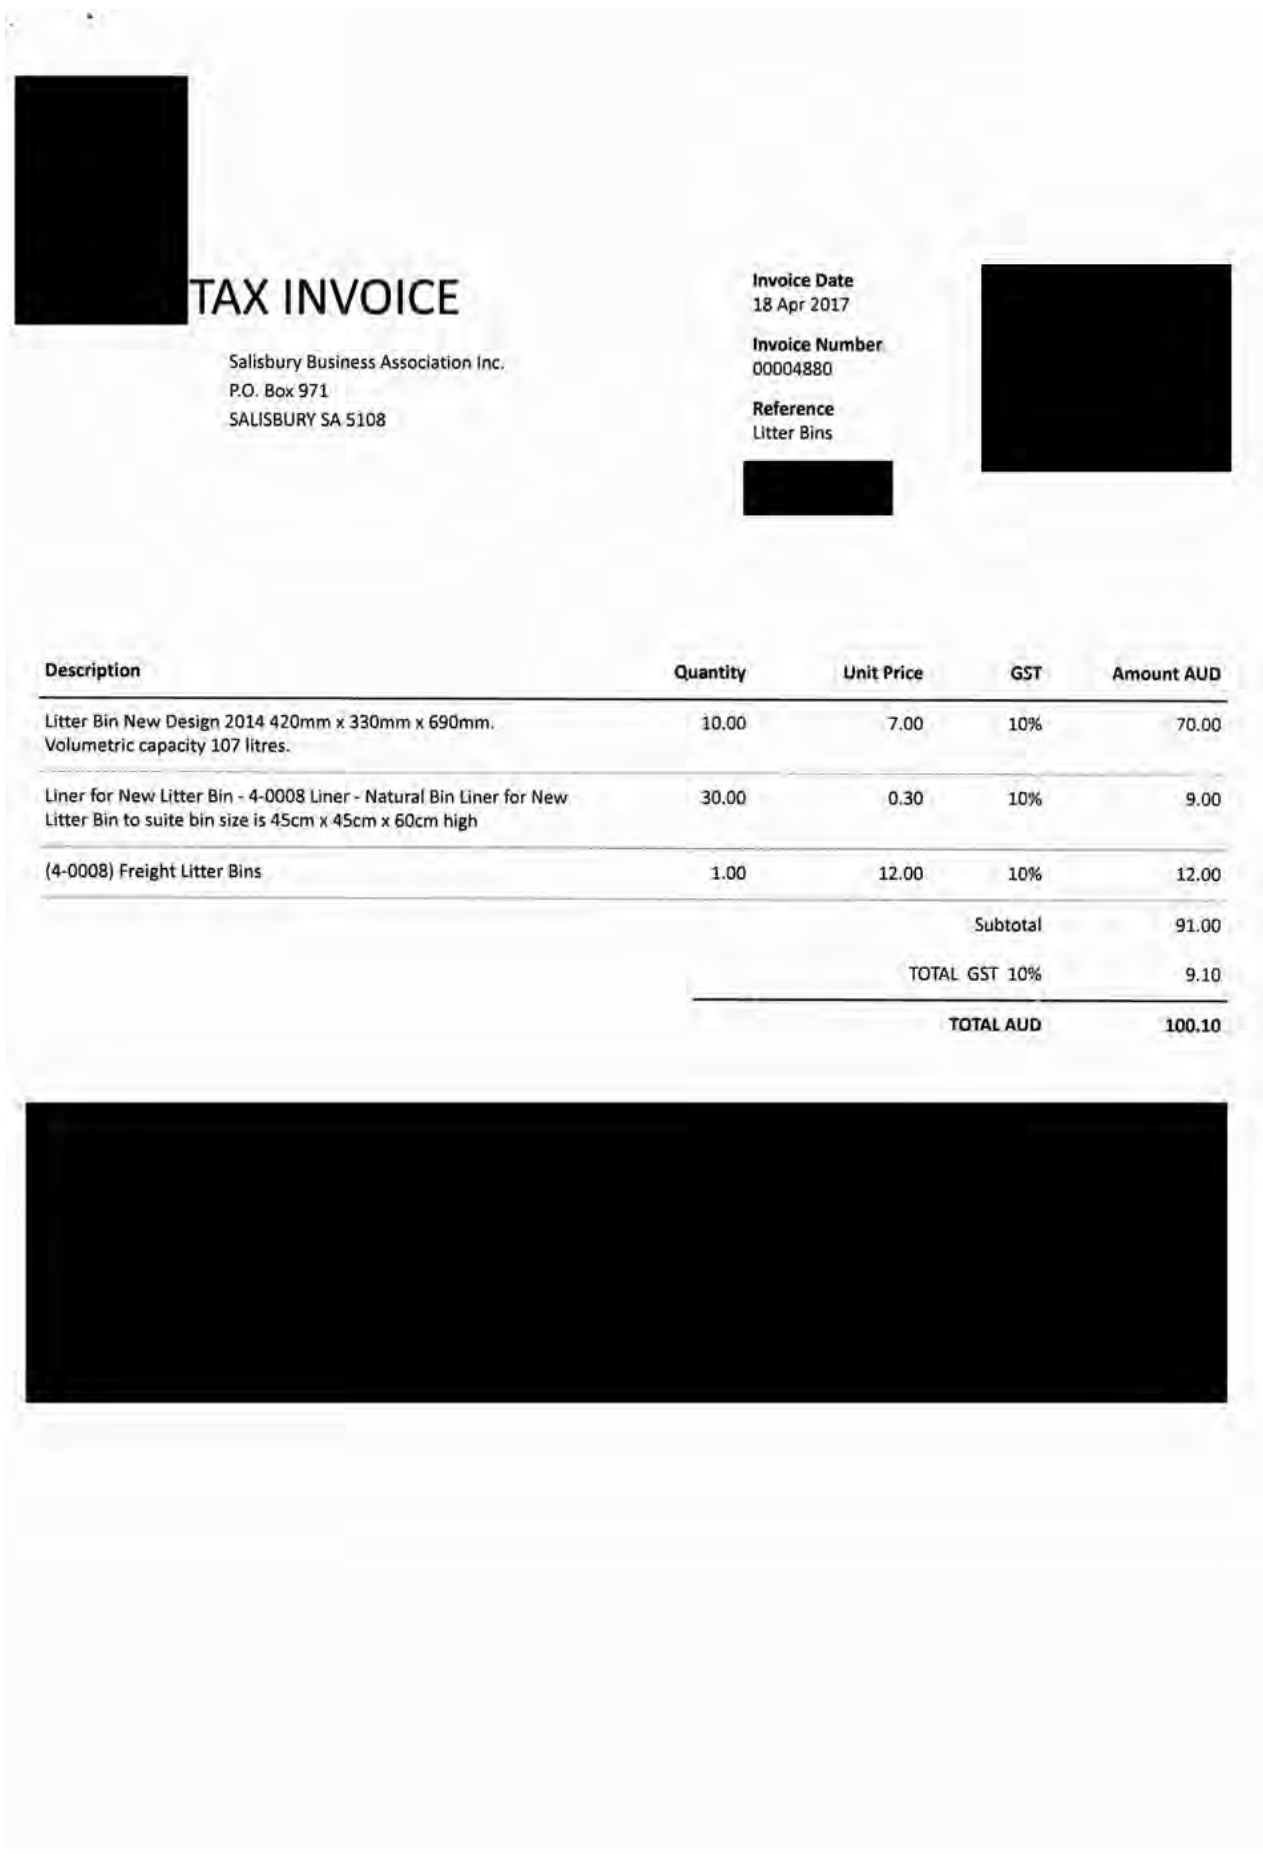 TAX INVOICE
Salisbury Business Association Inc.
P.O. Box 971
SALISBURY SA 5108
Invoice Date
18 Apr 2017
Invoice Number
00004880
Reference
Litter Bins
Description Quantity Unit Price GST Amount AUD
Litter Bin New Design 2014 420mm x 330mm x 690mm. 10.00 7.00 10% 70.00
Volumetric capacity 107 litres.
Liner for New Litter Bin - 4-0008 Liner - Natural Bin Liner for New 30.00 0.30 10% 9.00
Litter Bin to suite bin size is 45cm x 45cm x 60cm high
(4-0008) Freight Litter Bins 1.00 12.00 10% 12.00
Subtotal 91.00
TOTAL GST 10% 9.10
TOTAL AUD 100.10